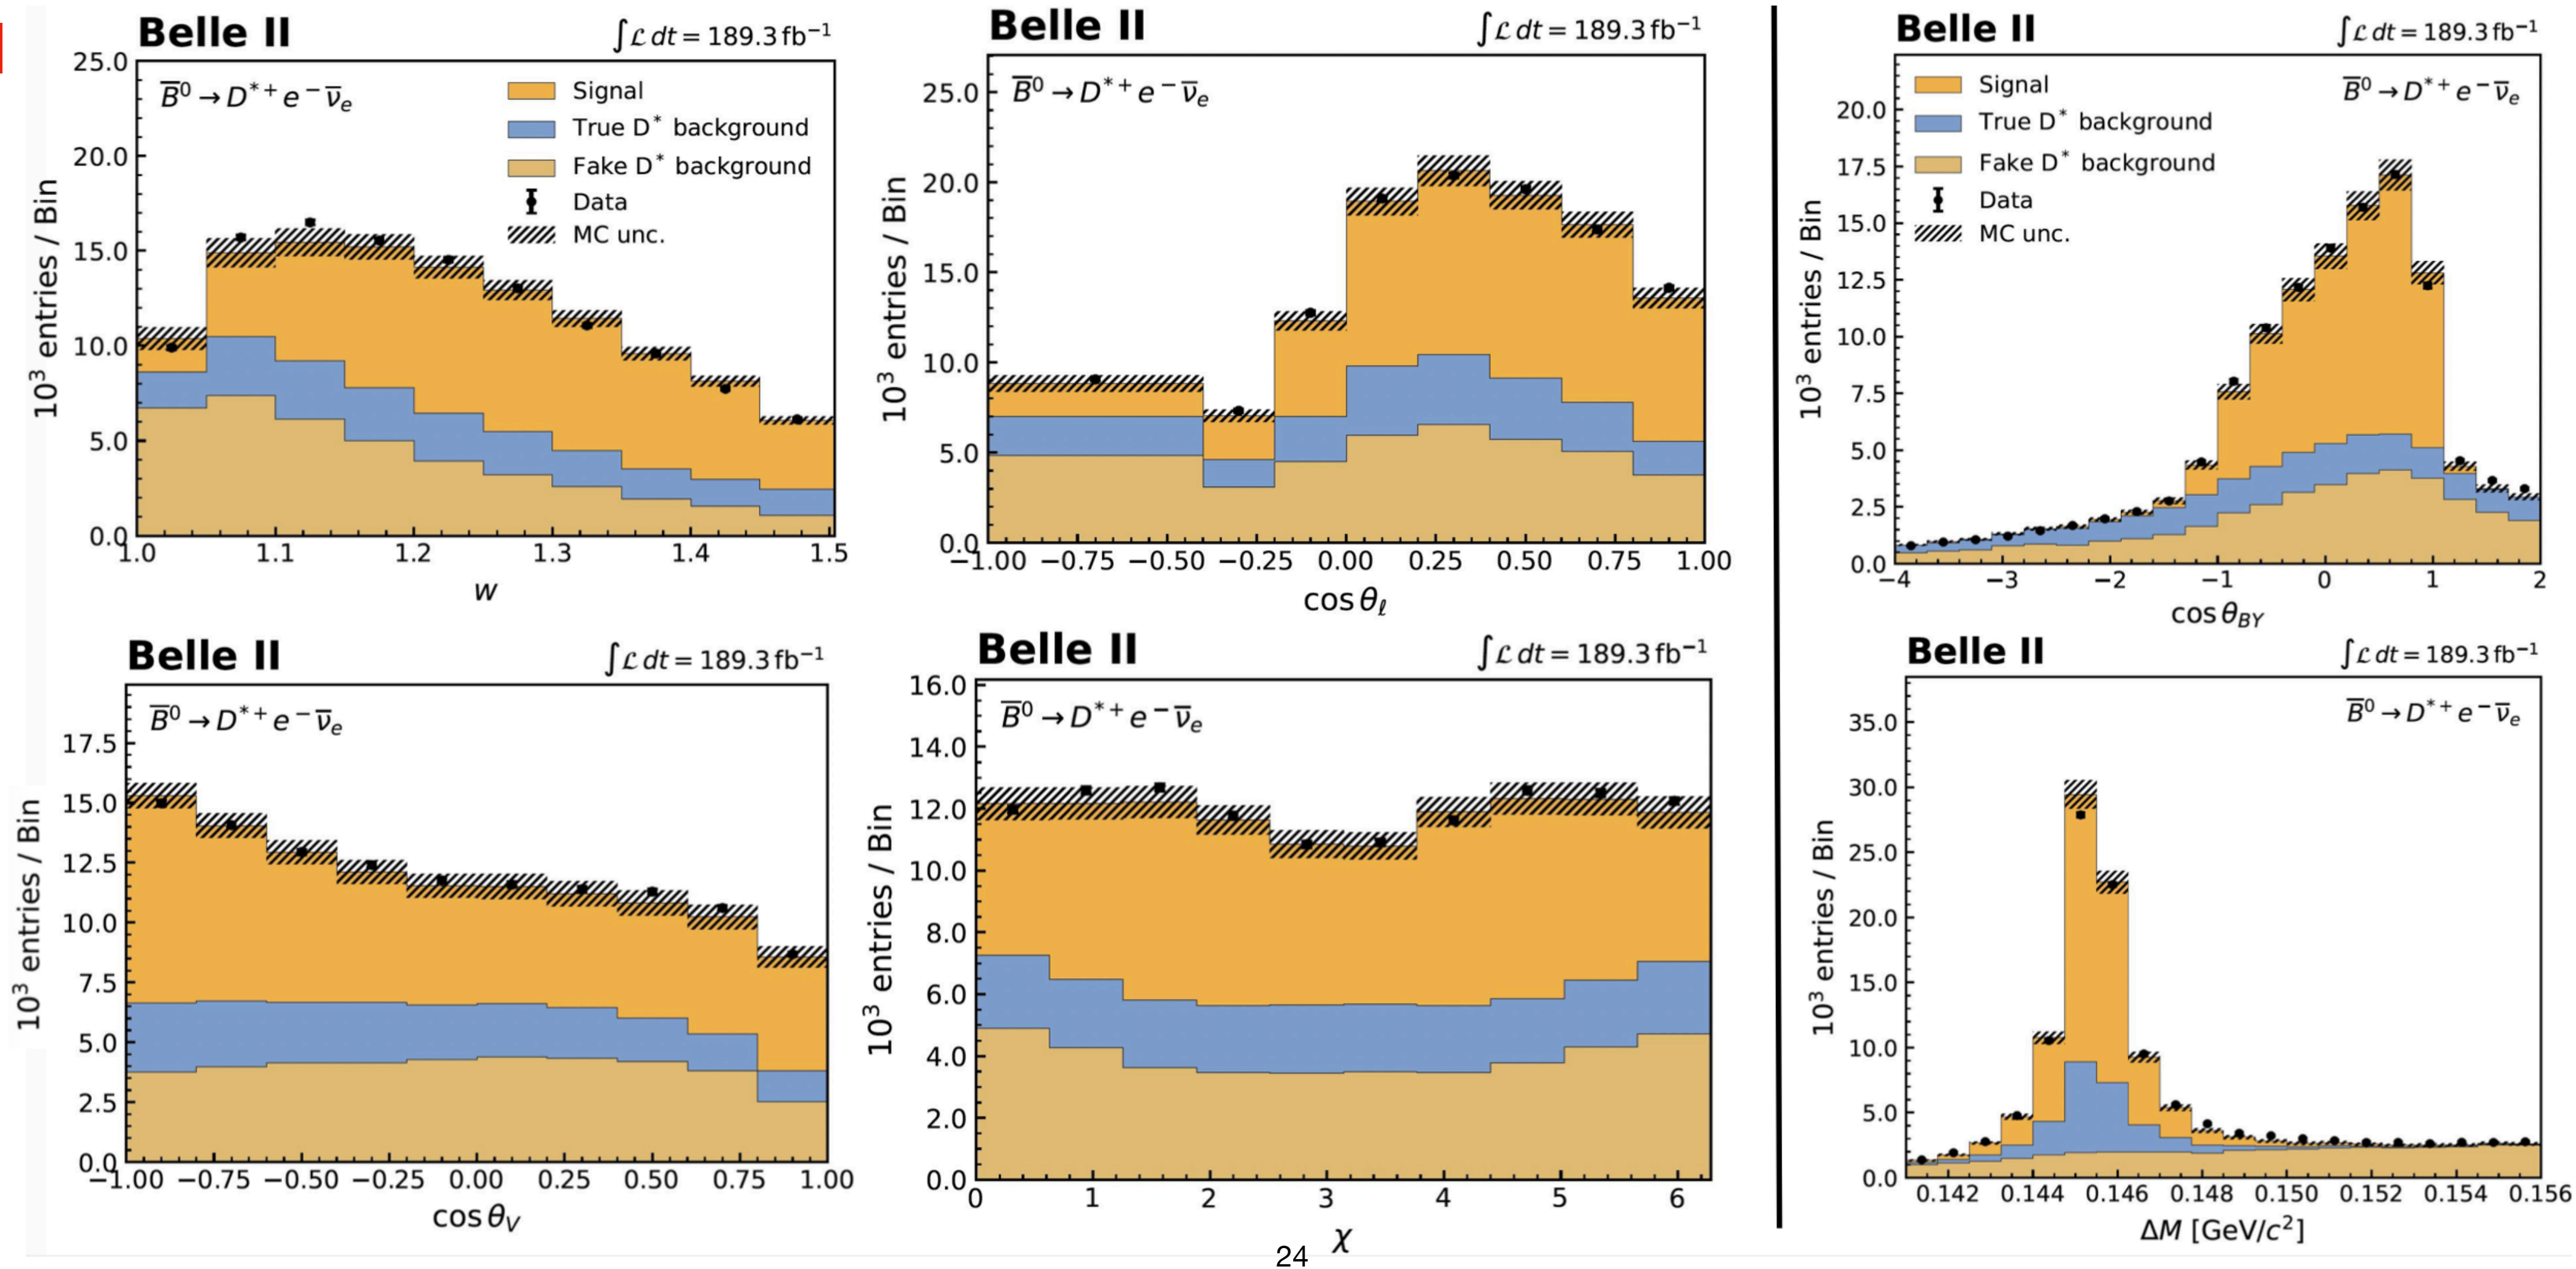 Belle II
∫ℒ dt = 189.3 fb⁻¹
B̅⁰ → D*⁺ e⁻ ν̅ₑ
Signal
True D* background
Fake D* background
Data
MC unc.
10³ entries / Bin
25.0
20.0
15.0
10.0
5.0
0.0
1.0 1.1 1.2 1.3 1.4 1.5
w
Belle II
∫ℒ dt = 189.3 fb⁻¹
B̅⁰ → D*⁺ e⁻ ν̅ₑ
10³ entries / Bin
25.0
20.0
15.0
10.0
5.0
0.0
−1.00 −0.75 −0.50 −0.25 0.00 0.25 0.50 0.75 1.00
cos θℓ
Belle II
∫ℒ dt = 189.3 fb⁻¹
Signal
True D* background
Fake D* background
Data
MC unc.
B̅⁰ → D*⁺ e⁻ ν̅ₑ
10³ entries / Bin
20.0
17.5
15.0
12.5
10.0
7.5
5.0
2.5
0.0
−4 −3 −2 −1 0 1 2
cos θBY
Belle II
∫ℒ dt = 189.3 fb⁻¹
B̅⁰ → D*⁺ e⁻ ν̅ₑ
10³ entries / Bin
17.5
15.0
12.5
10.0
7.5
5.0
2.5
0.0
−1.00 −0.75 −0.50 −0.25 0.00 0.25 0.50 0.75 1.00
cos θV
Belle II
∫ℒ dt = 189.3 fb⁻¹
B̅⁰ → D*⁺ e⁻ ν̅ₑ
10³ entries / Bin
16.0
14.0
12.0
10.0
8.0
6.0
4.0
2.0
0.0
0 1 2 3 4 5 6
χ
Belle II
∫ℒ dt = 189.3 fb⁻¹
B̅⁰ → D*⁺ e⁻ ν̅ₑ
10³ entries / Bin
35.0
30.0
25.0
20.0
15.0
10.0
5.0
0.0
0.142 0.144 0.146 0.148 0.150 0.152 0.154 0.156
ΔM [GeV/c²]
24